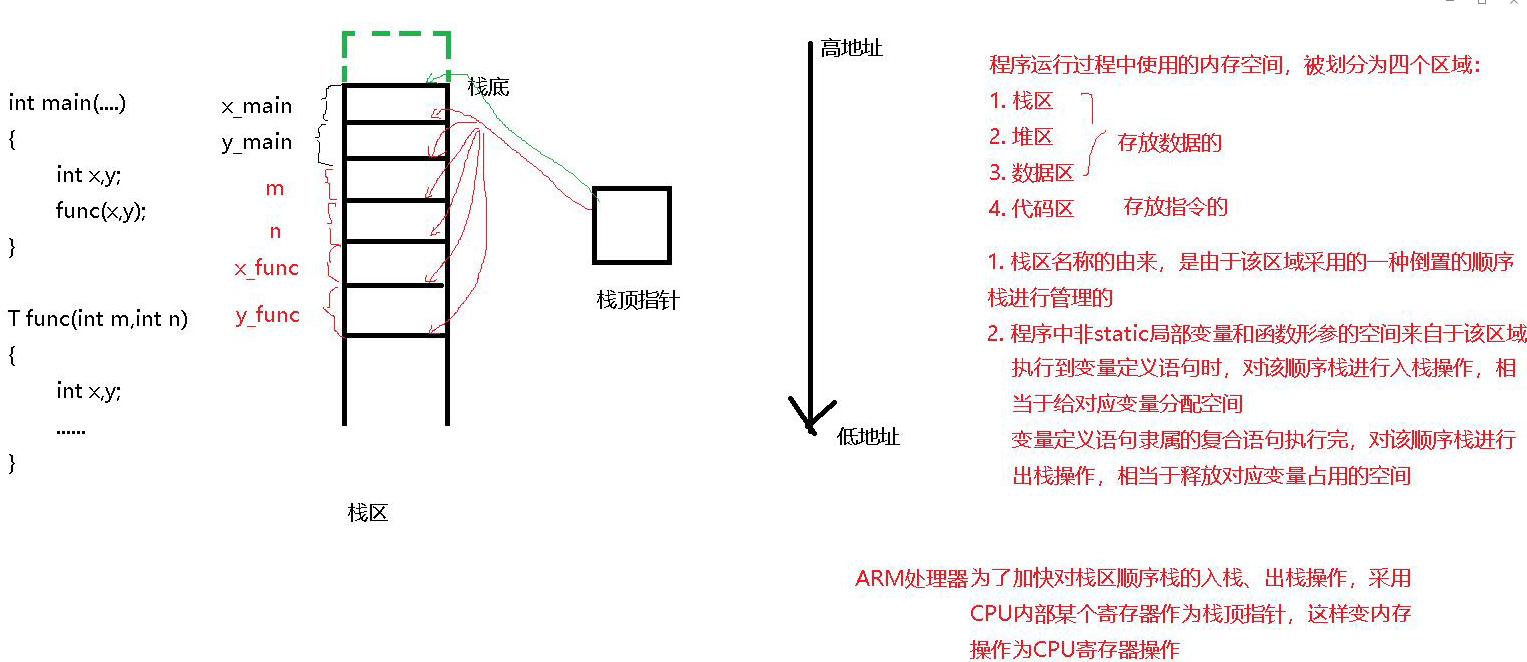 int main(....)
{
int x,y;
func(x,y);
}
T func(int m,int n)
{
int x,y;
......
}
x_main
y_main
m
n
x_func
y_func
栈底
栈顶指针
栈区
高地址
低地址
程序运行过程中使用的内存空间，被划分为四个区域：
1. 栈区
2. 堆区
3. 数据区
4. 代码区
存放数据的
存放指令的
1. 栈区名称的由来，是由于该区域采用的一种倒置的顺序
栈进行管理的
2. 程序中非static局部变量和函数形参的空间来自于该区域
执行到变量定义语句时，对该顺序栈进行入栈操作，相
当于给对应变量分配空间
变量定义语句隶属的复合语句执行完，对该顺序栈进行
出栈操作，相当于释放对应变量占用的空间
ARM处理器为了加快对栈区顺序栈的入栈、出栈操作，采用
CPU内部某个寄存器作为栈顶指针，这样变内存
操作为CPU寄存器操作